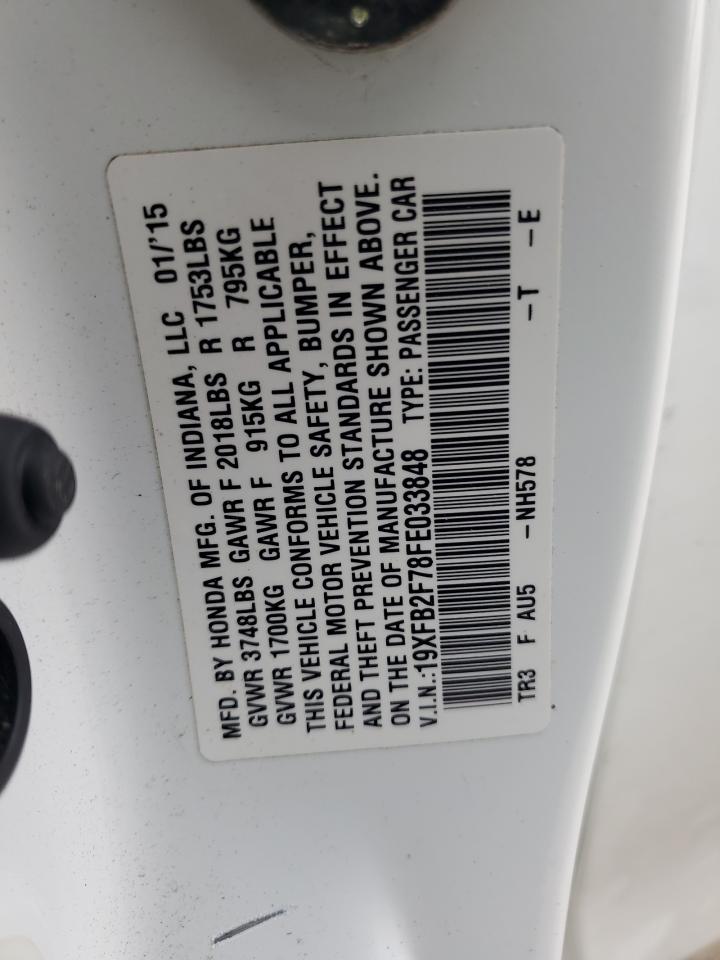 MFD. BY HONDA MFG. OF INDIANA, LLC 01/'15
GVWR 3748LBS GAWR F 2018LBS R 1753LBS
GVWR 1700KG GAWR F 915KG R 795KG
THIS VEHICLE CONFORMS TO ALL APPLICABLE
FEDERAL MOTOR VEHICLE SAFETY, BUMPER,
AND THEFT PREVENTION STANDARDS IN EFFECT
ON THE DATE OF MANUFACTURE SHOWN ABOVE.
V.I.N.:19XFB2F78FE033848 TYPE: PASSENGER CAR
TR3 F AU5 -NH578 -T -E